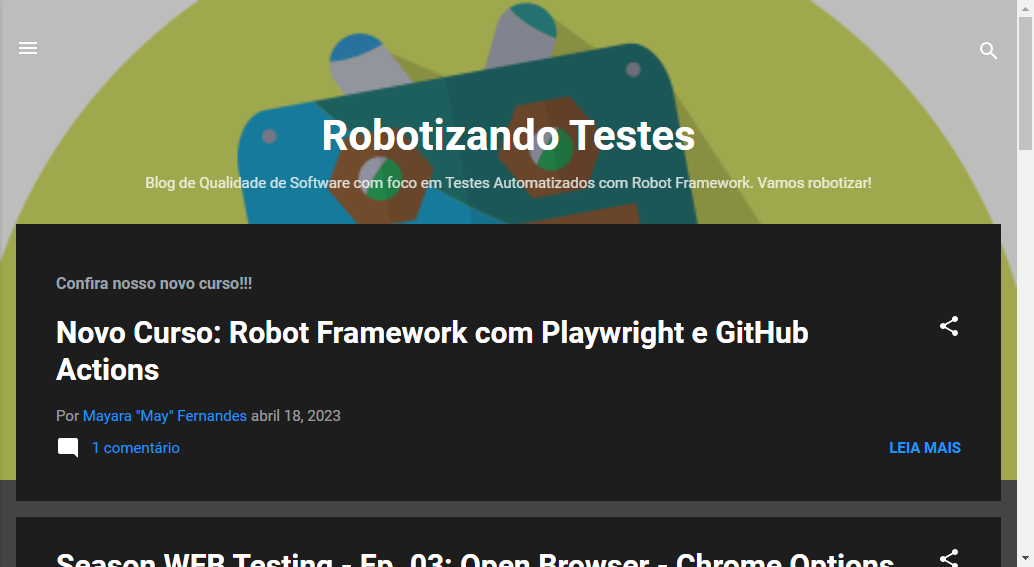 Robotizando Testes
Blog de Qualidade de Software com foco em Testes Automatizados com Robot Framework. Vamos robotizar!
Confira nosso novo curso!!!
Novo Curso: Robot Framework com Playwright e GitHub
Actions
Por Mayara "May" Fernandes abril 18, 2023
1 comentário
LEIA MAIS
Season WEB Testing - Ep. 03: Open Browser - Chrome Options